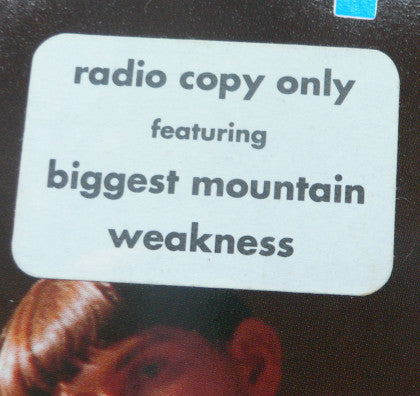 radio copy only
featuring
biggest mountain
weakness